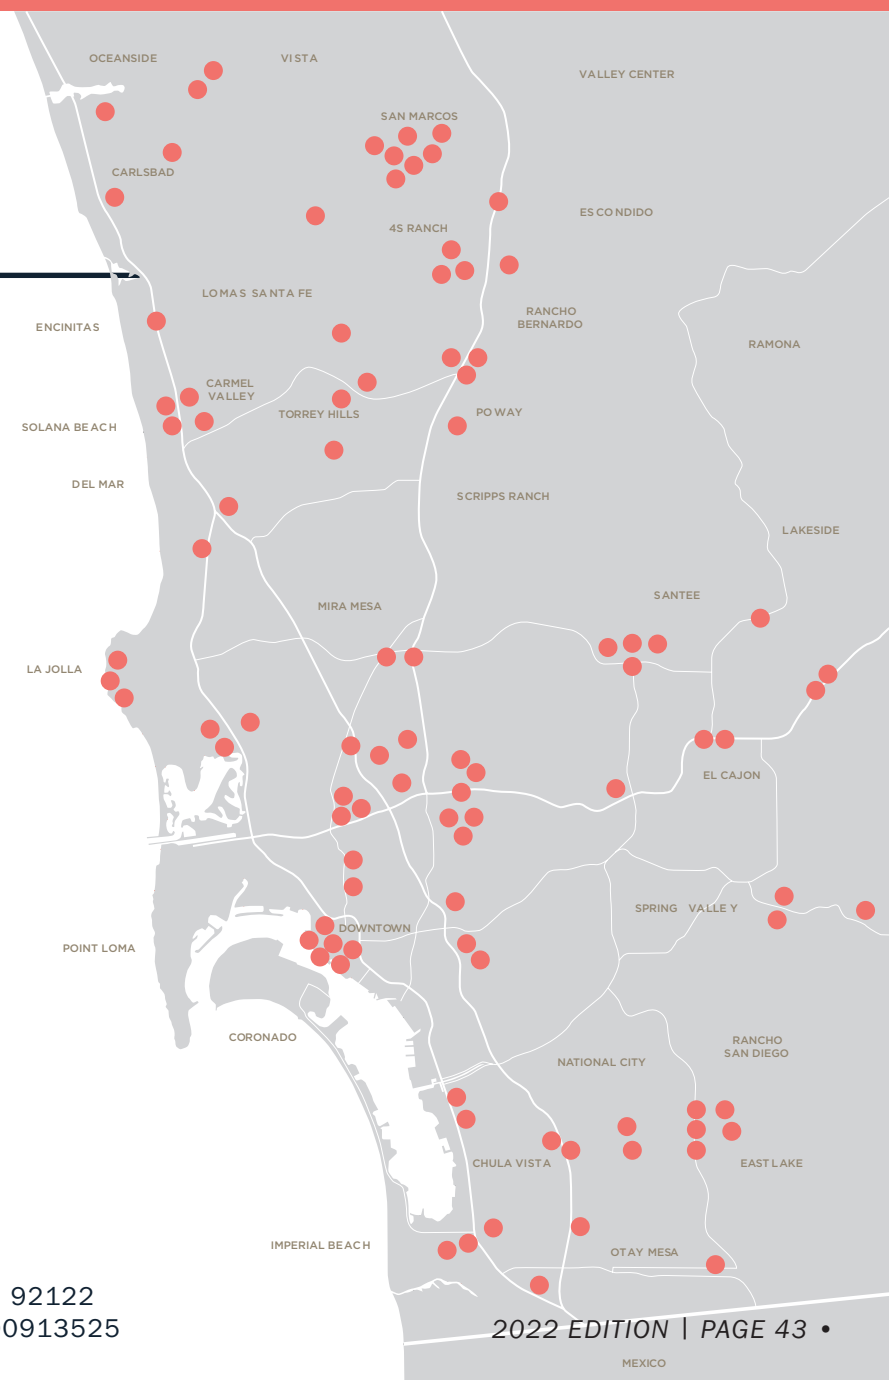 OCEANSIDE
VISTA
VALLEY CENTER
SAN MARCOS
CARLSBAD
ESCONDIDO
4S RANCH
LOMAS SANTA FE
RANCHO
BERNARDO
ENCINITAS
RAMONA
CARMEL
VALLEY
TORREY HILLS
POWAY
SOLANA BEACH
DEL MAR
SCRIPPS RANCH
LAKESIDE
SANTEE
MIRA MESA
LA JOLLA
EL CAJON
SPRING VALLEY
DOWNTOWN
POINT LOMA
CORONADO
RANCHO
SAN DIEGO
NATIONAL CITY
CHULA VISTA
EASTLAKE
IMPERIAL BEACH
OTAY MESA
92122
0913525
2022 EDITION | PAGE 43 •
MEXICO